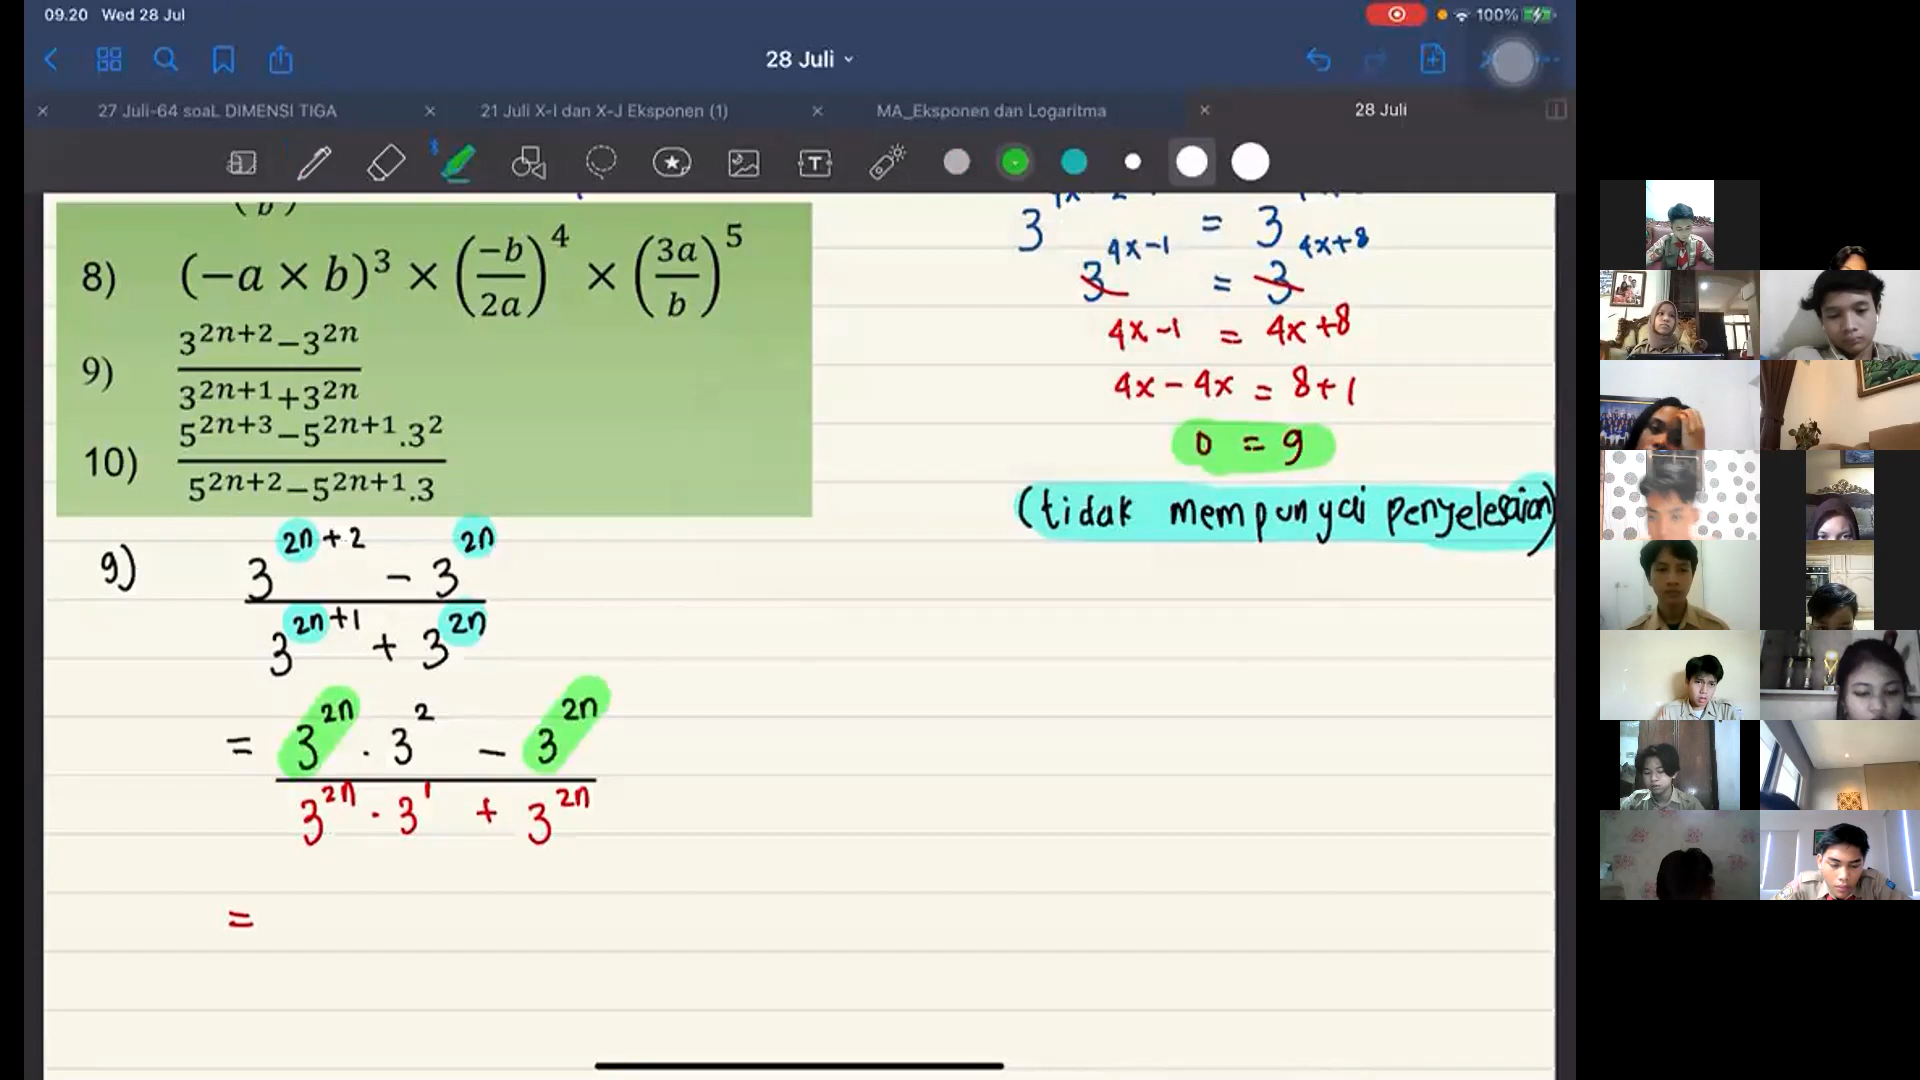 09.20 Wed 28 Jul
100%
28 Juli
27 Juli-64 soaL DIMENSI TIGA
21 Juli X-I dan X-J Eksponen (1)
MA_Eksponen dan Logaritma
28 Juli
8) (−a × b)³ × (−b/2a)⁴ × (3a/b)⁵
9) 3^{2n+2}−3^{2n} / 3^{2n+1}+3^{2n}
10) 5^{2n+3}−5^{2n+1}.3² / 5^{2n+2}−5^{2n+1}.3
9) 3^{2n+2} − 3^{2n} / 3^{2n+1} + 3^{2n}
= 3^{2n} · 3^{2} − 3^{2n} / 3^{2n} · 3^{1} + 3^{2n}
=
3^{4x−1} = 3^{4x+8}
4x−1 = 4x+8
4x − 4x = 8+1
0 = 9
(tidak mempunyai penyelesaian)